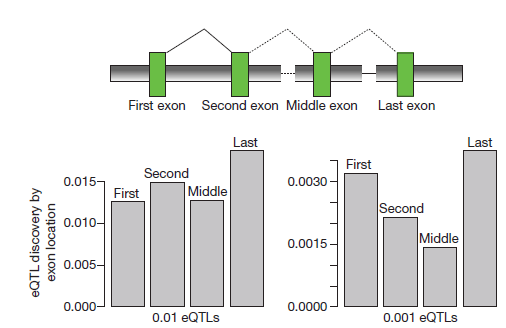 First exon Second exon Middle exon Last exon
eQTL discovery by
exon location
0.015
0.010
0.005
0.000
First
Second
Middle
Last
0.01 eQTLs
0.0030
0.0015
0.0000
First
Second
Middle
Last
0.001 eQTLs